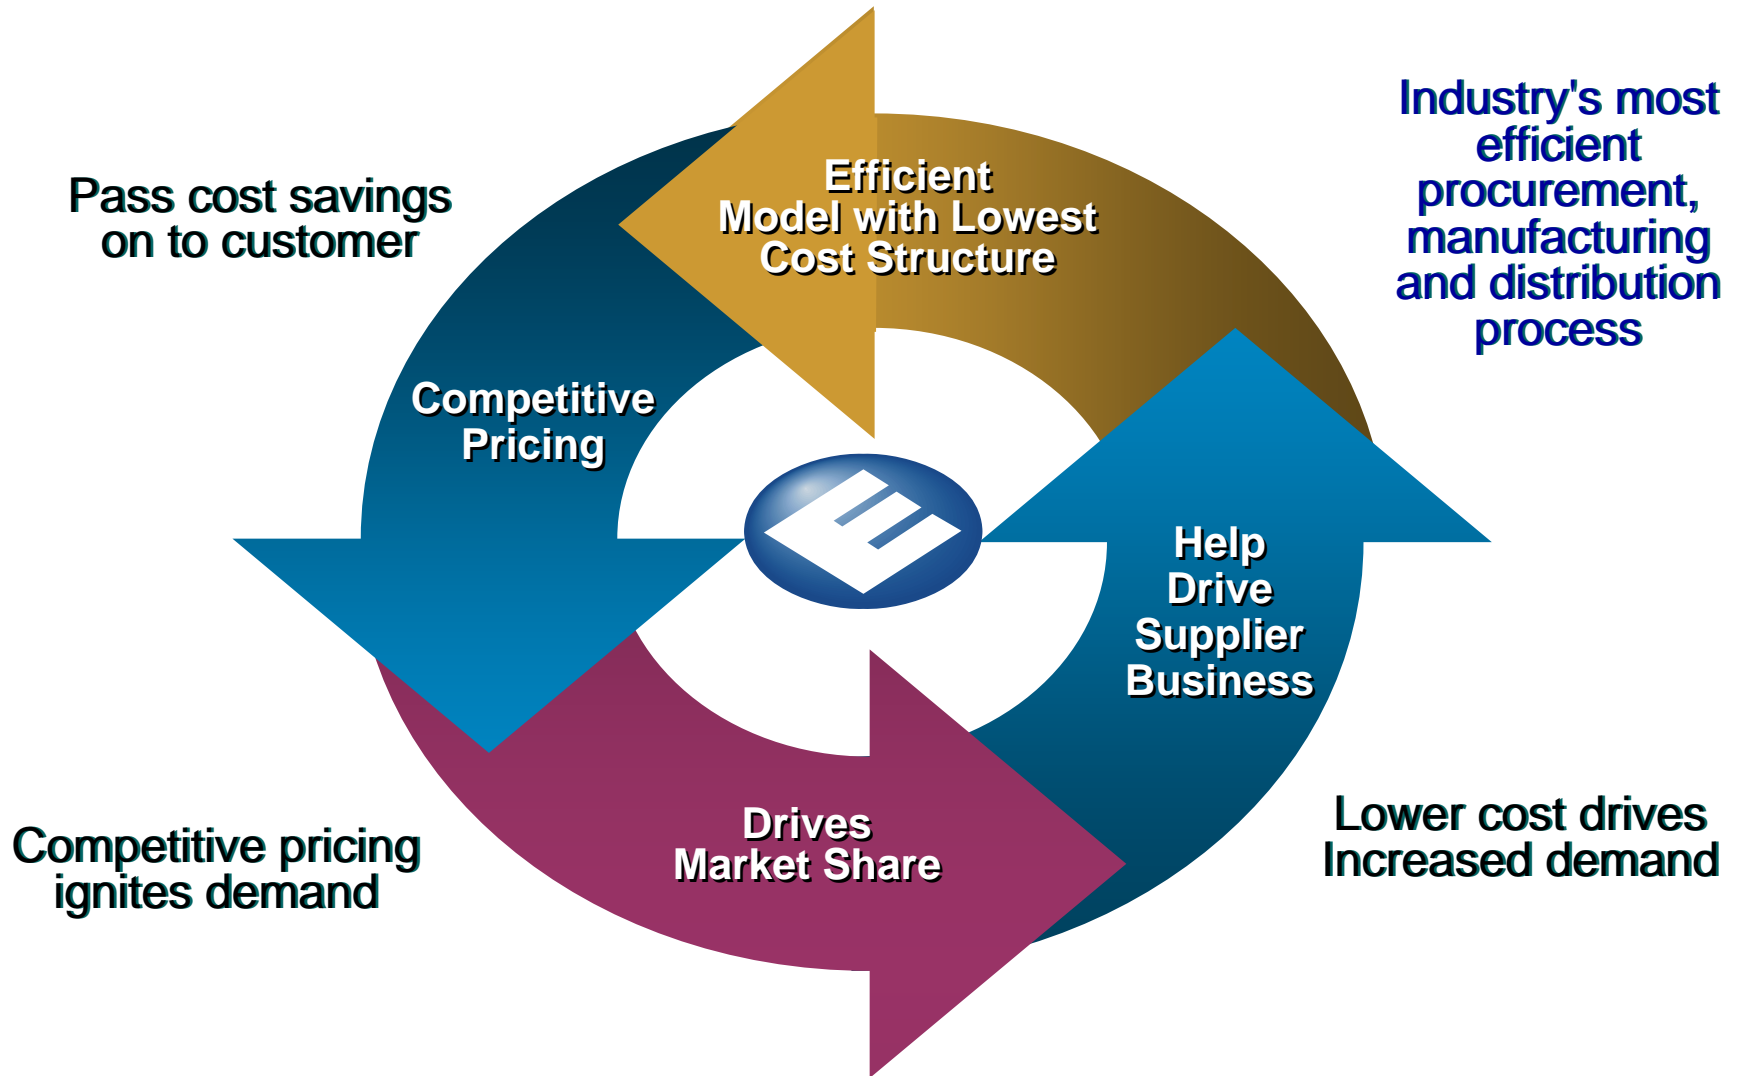 Industry's most
efficient
procurement,
manufacturing
and distribution
process
Efficient
Model with Lowest
Cost Structure
Pass cost savings
on to customer
Competitive
Pricing
Help
Drive
Supplier
Business
Drives
Market Share
Competitive pricing
ignites demand
Lower cost drives
Increased demand
E